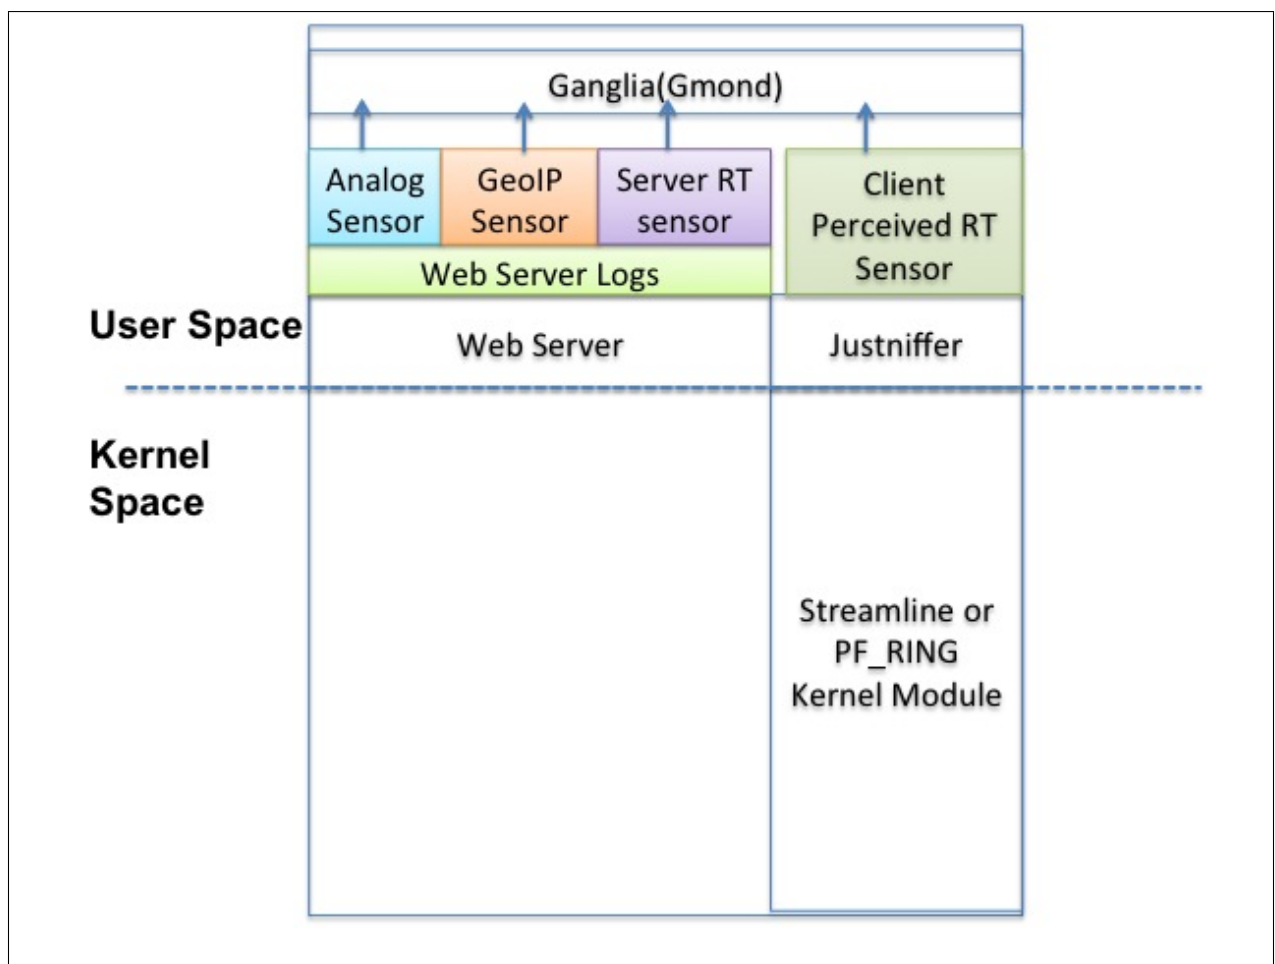 Ganglia(Gmond)
Analog
Sensor
GeoIP
Sensor
Server RT
sensor
Client
Perceived RT
Sensor
Web Server Logs
User Space
Web Server
Justniffer
Kernel
Space
Streamline or
PF_RING
Kernel Module